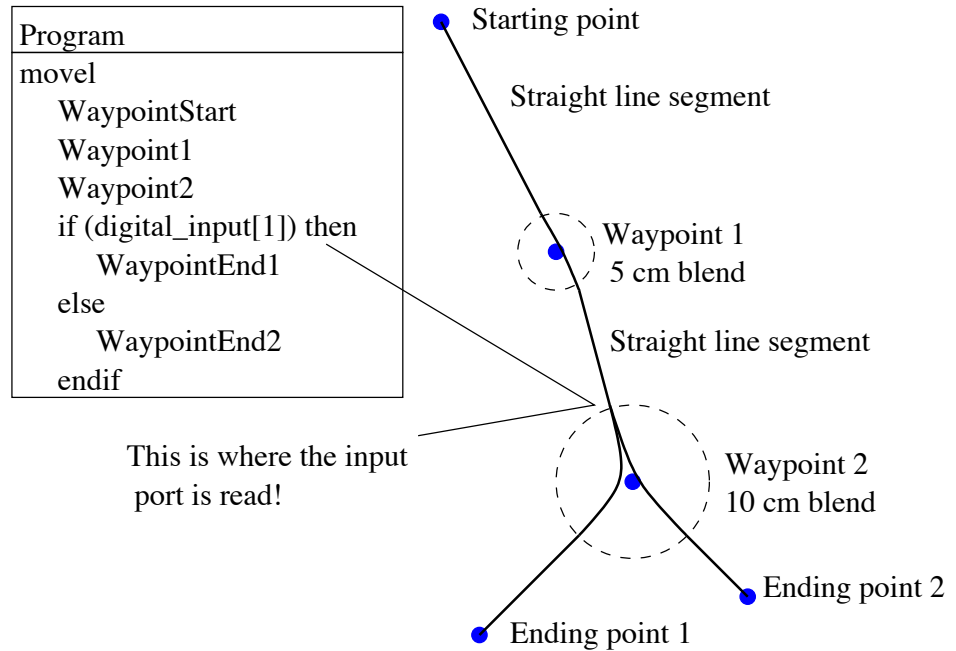 Program
movel
WaypointStart
Waypoint1
Waypoint2
if (digital_input[1]) then
WaypointEnd1
else
WaypointEnd2
endif
This is where the input
port is read!
Starting point
Straight line segment
Waypoint 1
5 cm blend
Straight line segment
Waypoint 2
10 cm blend
Ending point 2
Ending point 1